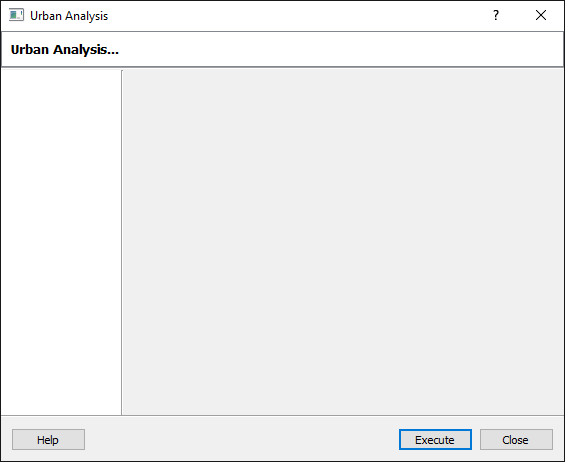 Urban Analysis
?
Urban Analysis...
Help
Execute
Close